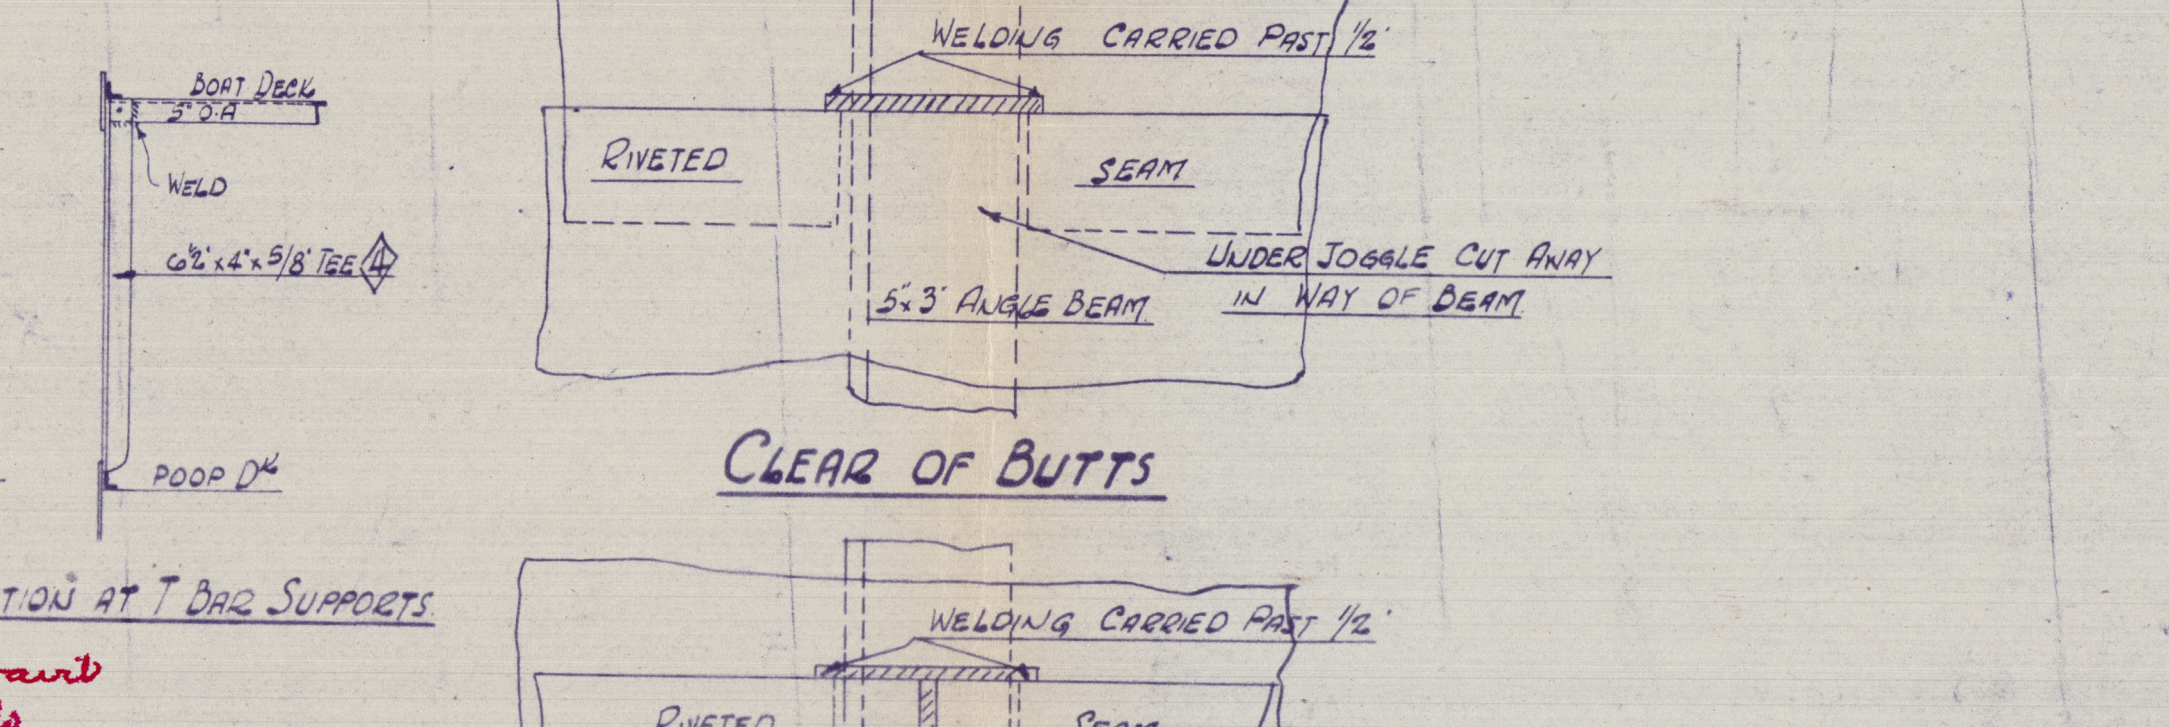 BOAT DECK
5" O.A
WELD
6½" x 4" x 5/8" TEE 4
POOP Dᴷ
TION AT T BAR SUPPORTS.
WELDING CARRIED PAST 1/2"
RIVETED
SEAM
UNDER JOGGLE CUT AWAY
IN WAY OF BEAM
5" x 3" ANGLE BEAM
CLEAR OF BUTTS
WELDING CARRIED PAST 1/2"
RIVETED
SEAM